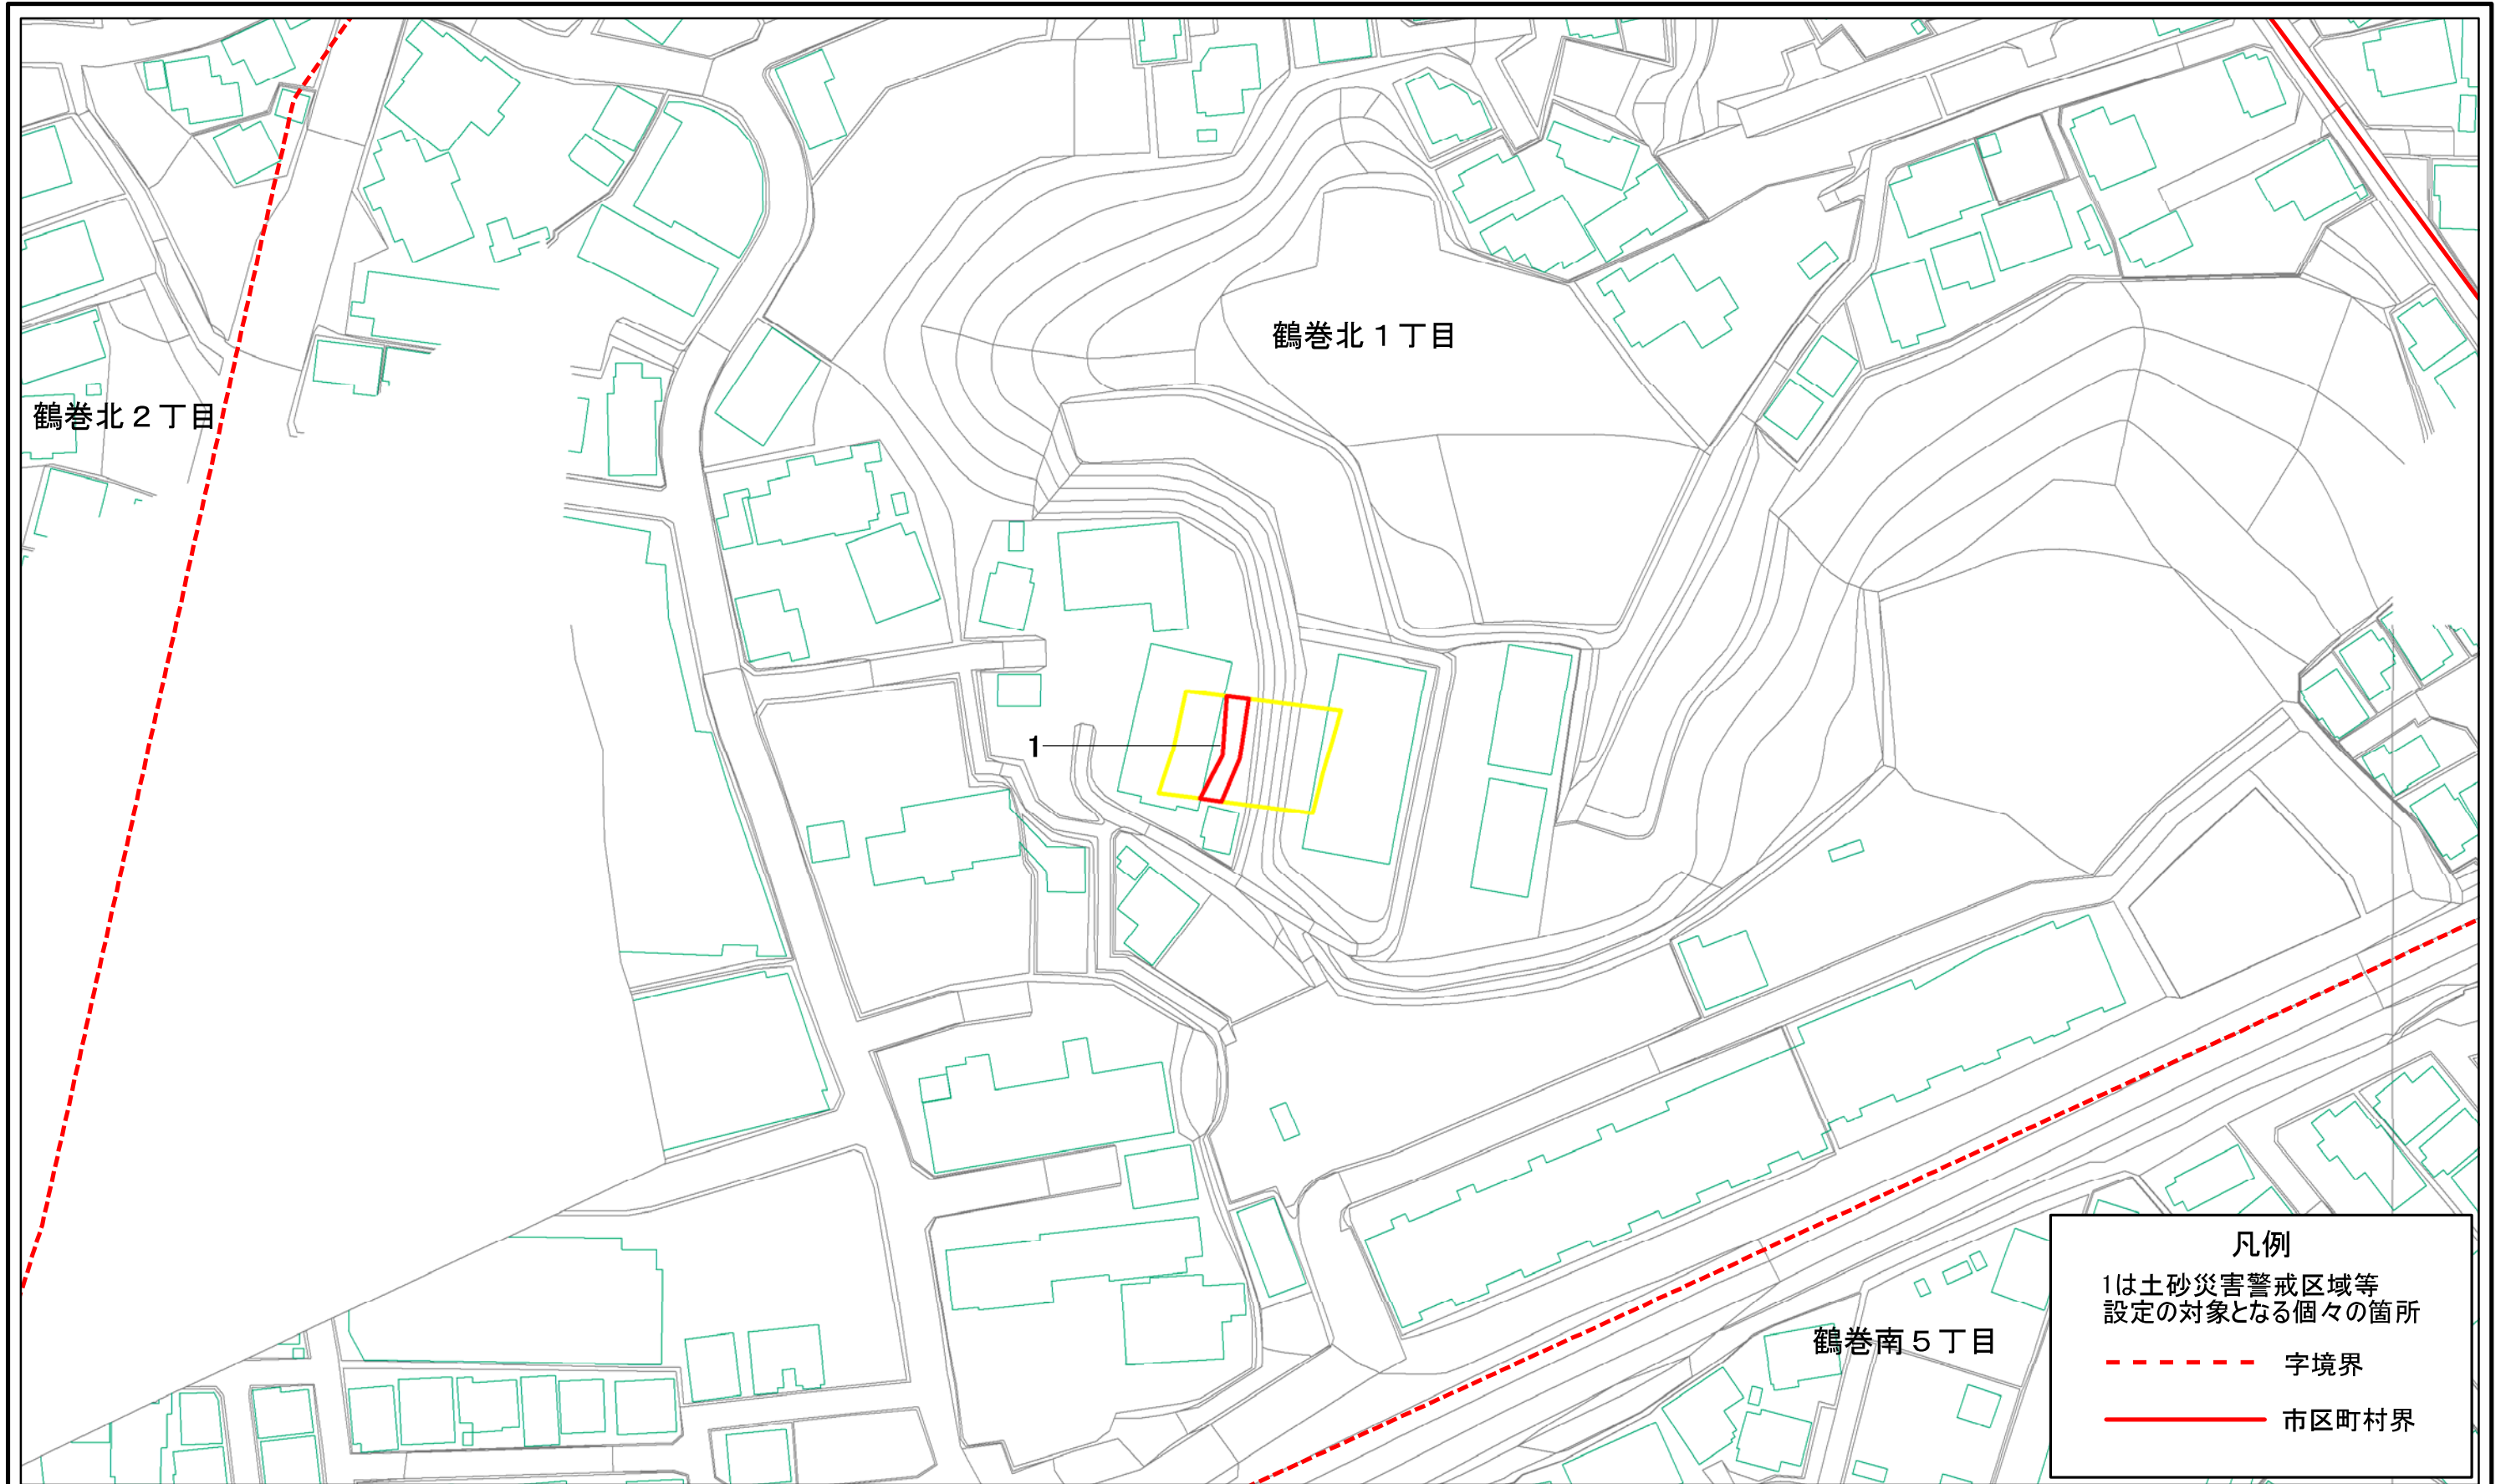 鶴巻北１丁目
鶴巻北２丁目
1
鶴巻南５丁目
凡例
1は土砂災害警戒区域等
設定の対象となる個々の箇所
字境界
市区町村界